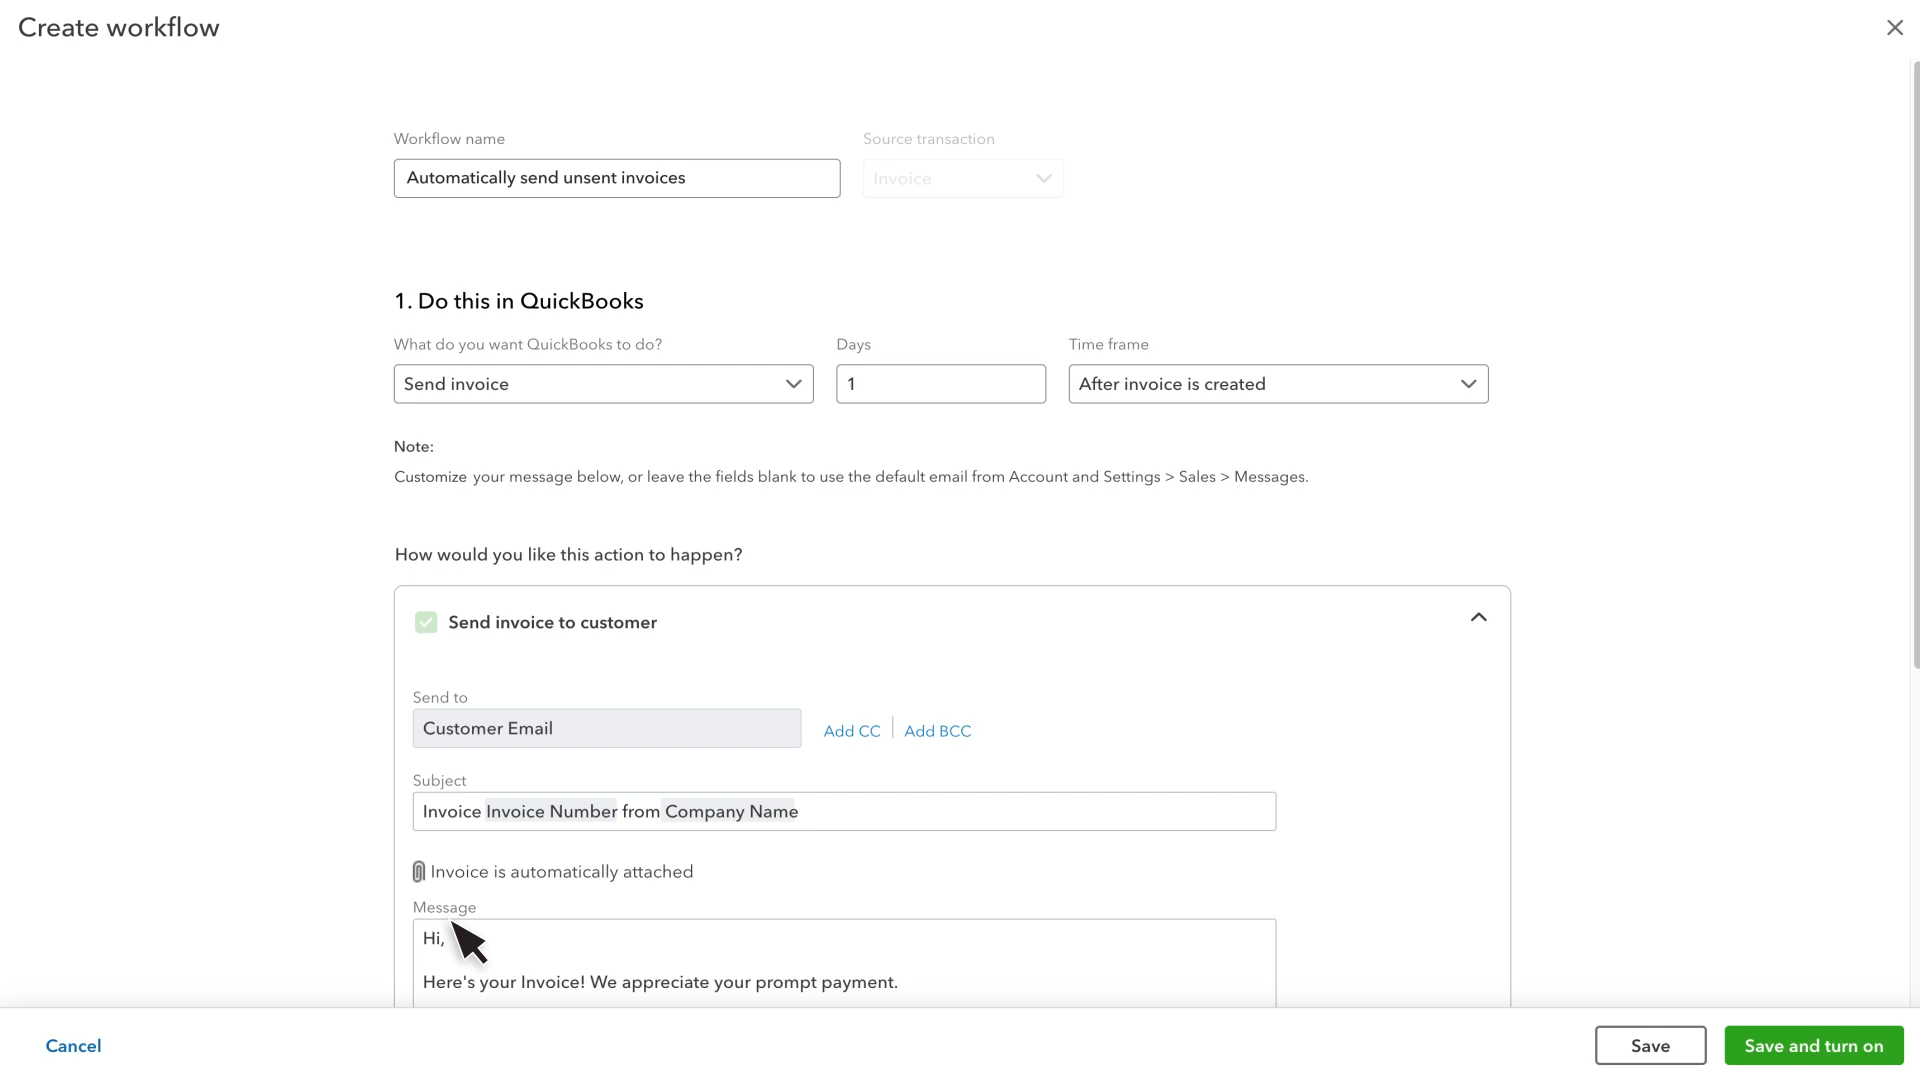 Create workflow
Workflow name
Source transaction
Automatically send unsent invoices
Invoice
1. Do this in QuickBooks
What do you want QuickBooks to do?
Days
Time frame
Send invoice
1
After invoice is created
Note:
Customize your message below, or leave the fields blank to use the default email from Account and Settings > Sales > Messages.
How would you like this action to happen?
Send invoice to customer
Send to
Customer Email
Add CC
Add BCC
Subject
Invoice Invoice Number from Company Name
Invoice is automatically attached
Message
Hi,
Here's your Invoice! We appreciate your prompt payment.
Cancel
Save
Save and turn on